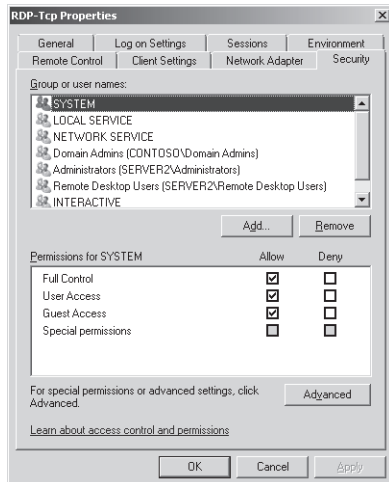 RDP-Tcp Properties
General
Log on Settings
Sessions
Environment
Remote Control
Client Settings
Network Adapter
Security
Group or user names:
SYSTEM
LOCAL SERVICE
NETWORK SERVICE
Domain Admins (CONTOSO\Domain Admins)
Administrators (SERVER2\Administrators)
Remote Desktop Users (SERVER2\Remote Desktop Users)
INTERACTIVE
Add...
Remove
Permissions for SYSTEM
Allow
Deny
Full Control
User Access
Guest Access
Special permissions
For special permissions or advanced settings, click
Advanced.
Advanced
Learn about access control and permissions
OK
Cancel
Apply